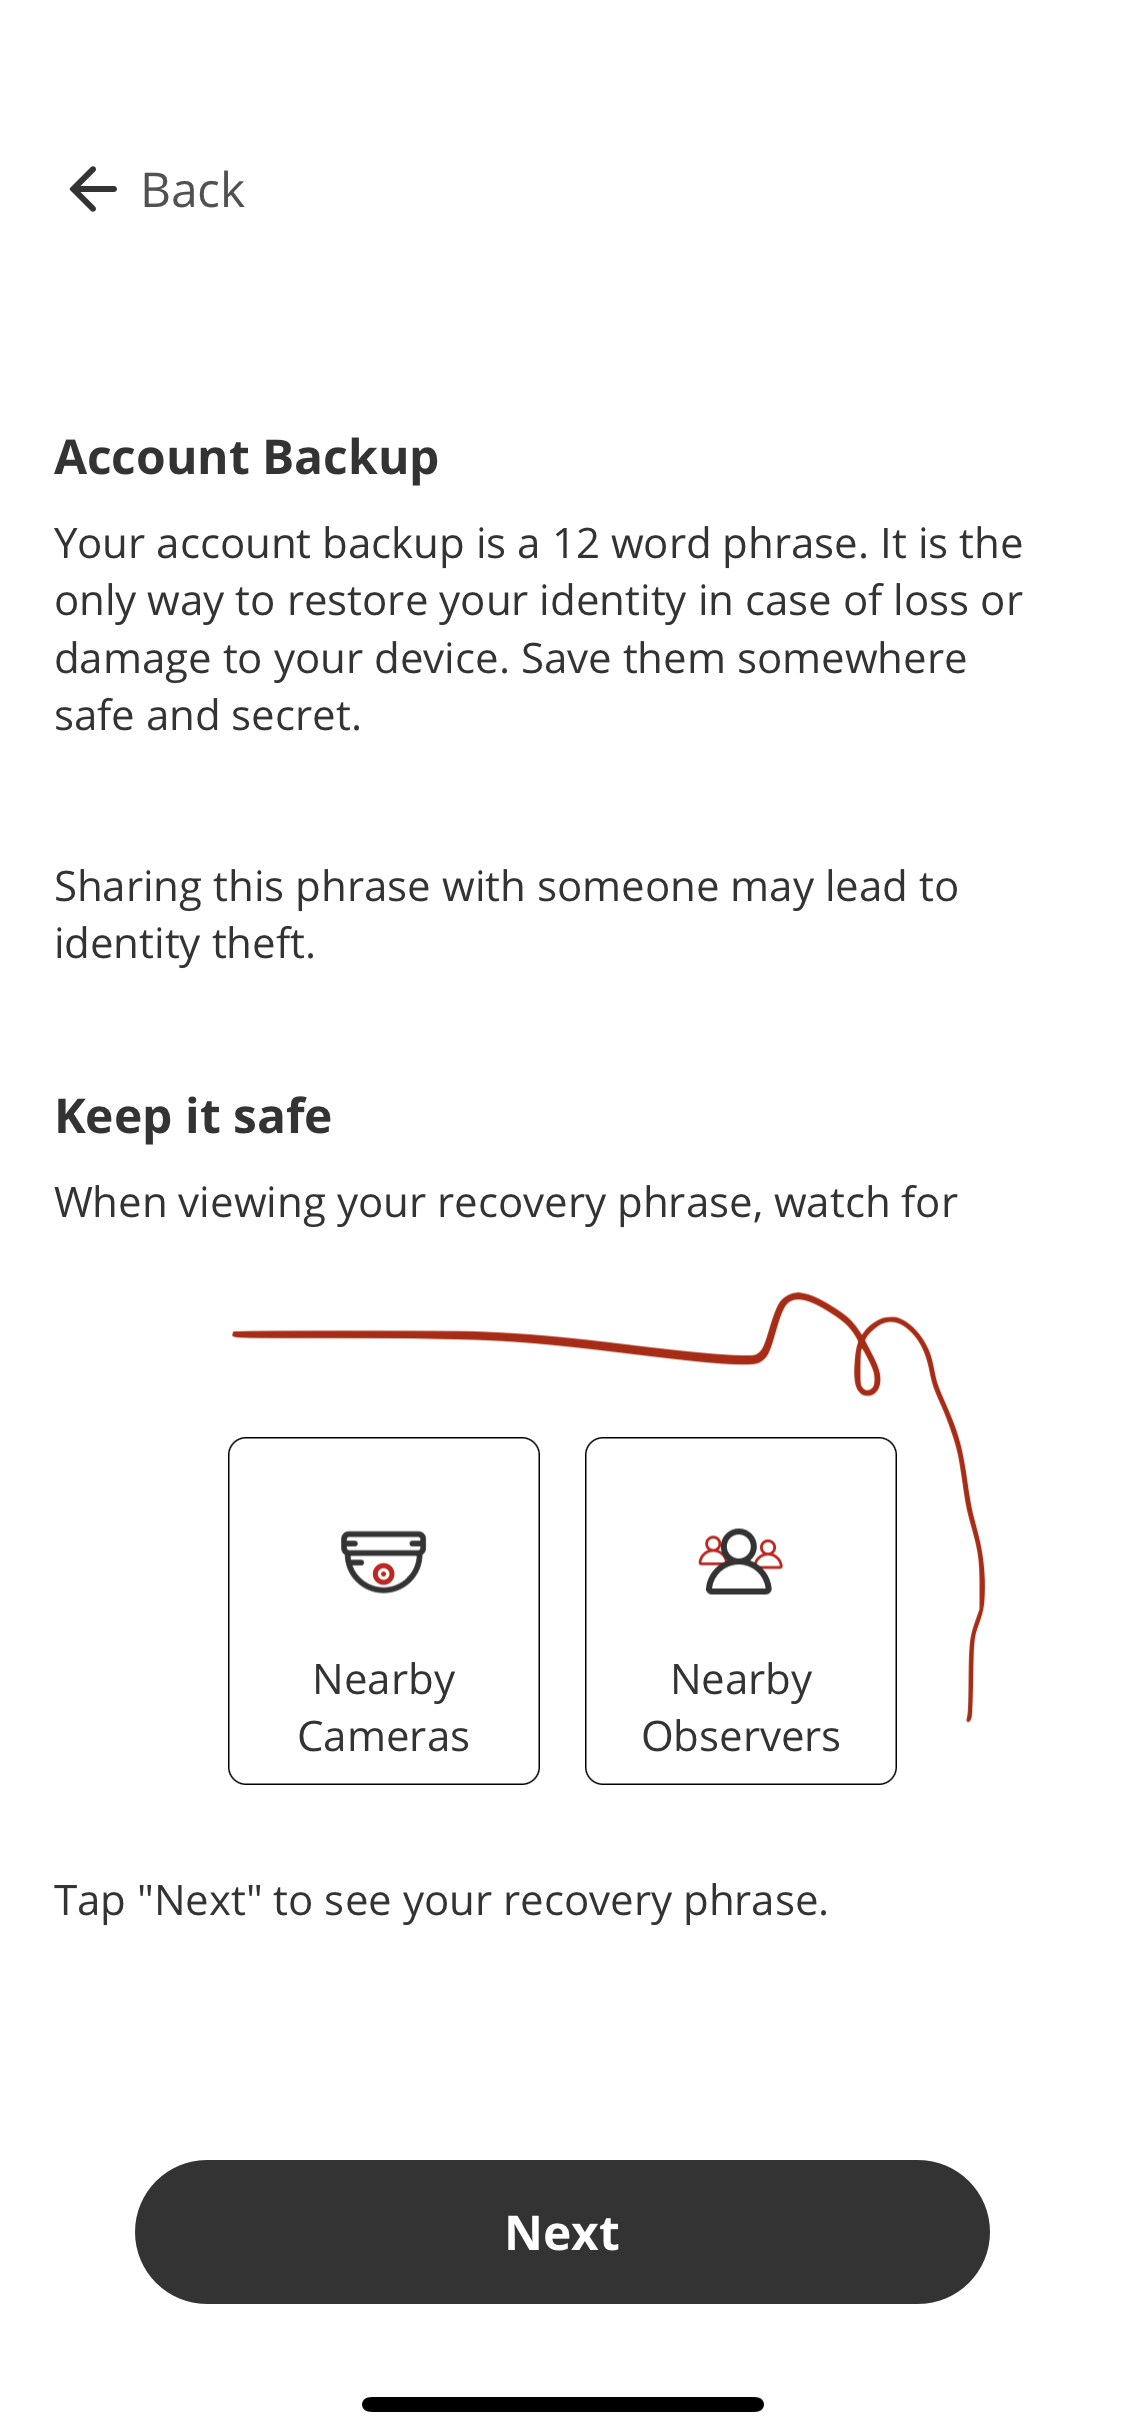 Back
Account Backup
Your account backup is a 12 word phrase. It is the
only way to restore your identity in case of loss or
damage to your device. Save them somewhere
safe and secret.
Sharing this phrase with someone may lead to
identity theft.
Keep it safe
When viewing your recovery phrase, watch for
Nearby
Cameras
Nearby
Observers
Tap "Next" to see your recovery phrase.
Next